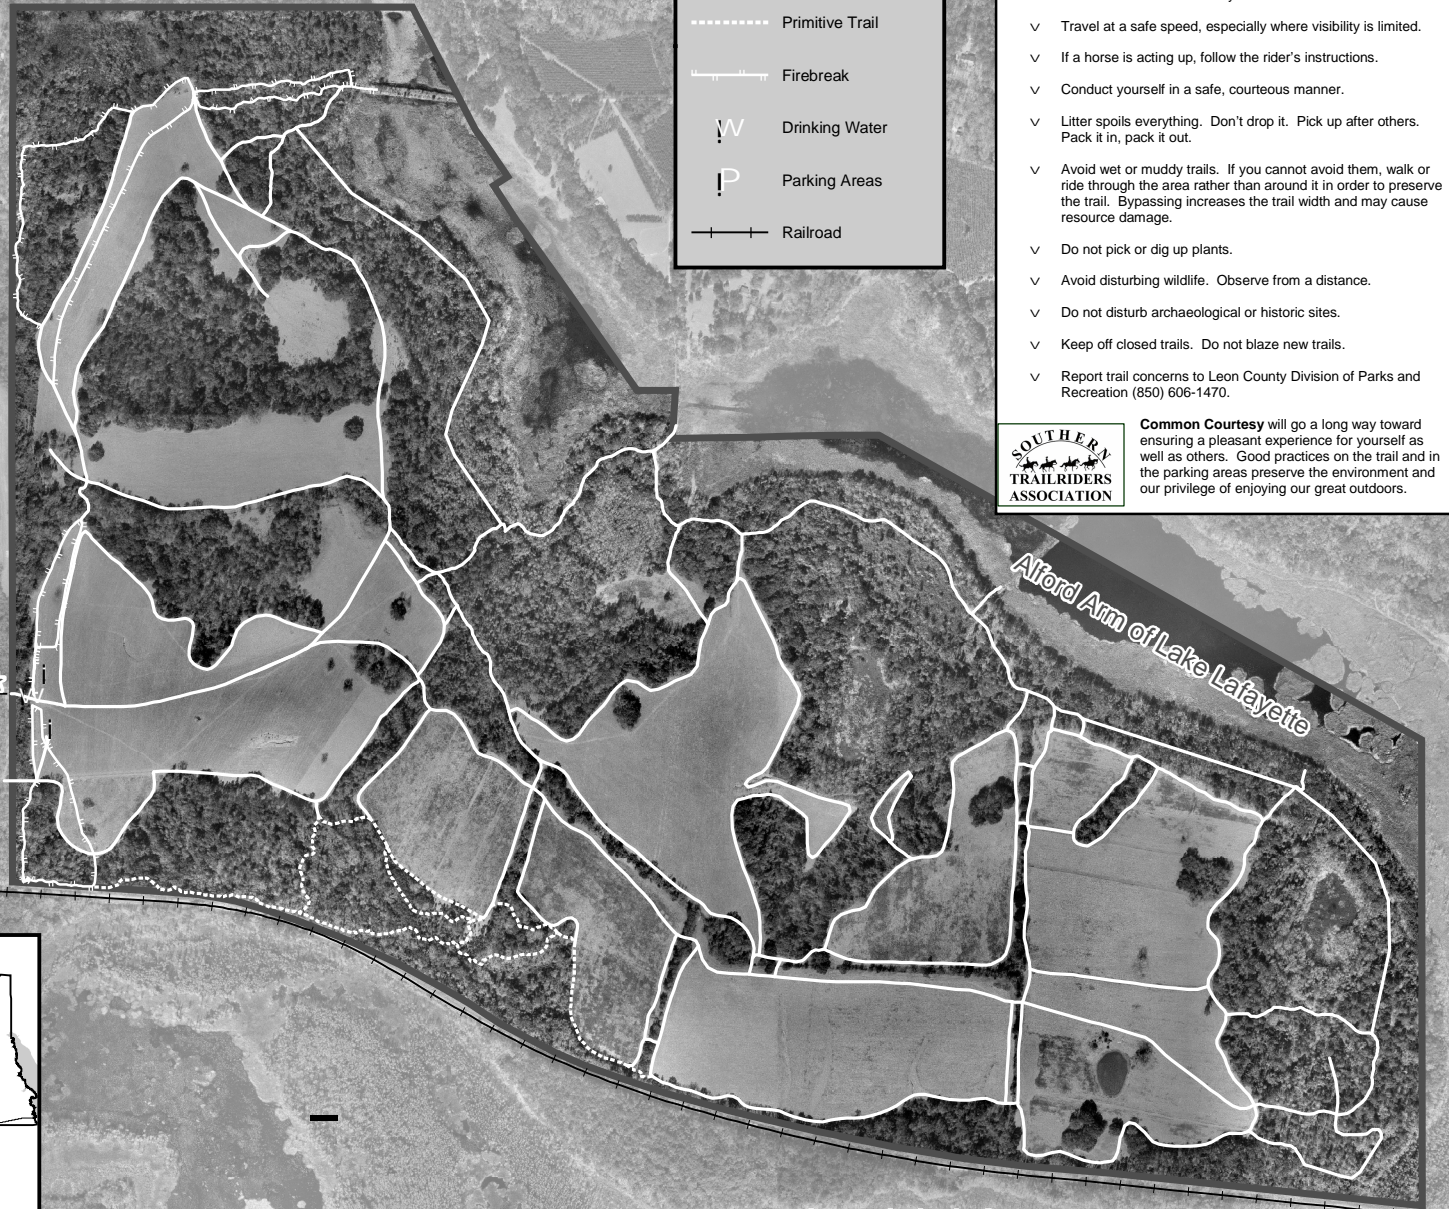 Primitive Trail
Firebreak
W Drinking Water
P Parking Areas
Railroad
v Travel at a safe speed, especially where visibility is limited.
v If a horse is acting up, follow the rider's instructions.
v Conduct yourself in a safe, courteous manner.
v Litter spoils everything.  Don't drop it.  Pick up after others.
Pack it in, pack it out.
v Avoid wet or muddy trails.  If you cannot avoid them, walk or
ride through the area rather than around it in order to preserve
the trail.  Bypassing increases the trail width and may cause
resource damage.
v Do not pick or dig up plants.
v Avoid disturbing wildlife.  Observe from a distance.
v Do not disturb archaeological or historic sites.
v Keep off closed trails.  Do not blaze new trails.
v Report trail concerns to Leon County Division of Parks and
Recreation (850) 606-1470.
SOUTHERN
TRAILRIDERS
ASSOCIATION
Common Courtesy will go a long way toward
ensuring a pleasant experience for yourself as
well as others.  Good practices on the trail and in
the parking areas preserve the environment and
our privilege of enjoying our great outdoors.
Alford Arm of Lake Lafayette